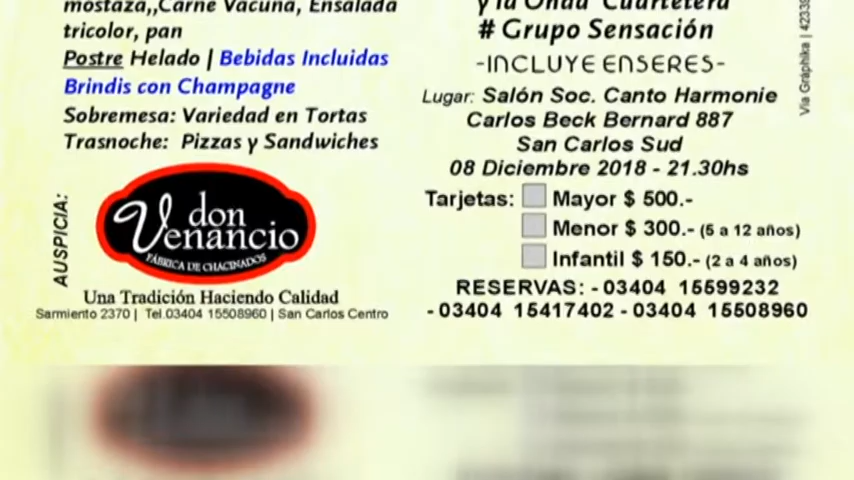 mostaza,,Carne Vacuna, Ensalada
tricolor, pan
Postre Helado | Bebidas Incluidas
Brindis con Champagne
Sobremesa: Variedad en Tortas
Trasnoche: Pizzas y Sandwiches
AUSPICIA:
don
Venancio
FÁBRICA DE CHACINADOS
Una Tradición Haciendo Calidad
Sarmiento 2370 | Tel.03404 15508960 | San Carlos Centro
y la Onda Cuartetera
# Grupo Sensación
-INCLUYE ENSERES-
Lugar: Salón Soc. Canto Harmonie
Carlos Beck Bernard 887
San Carlos Sud
08 Diciembre 2018 - 21.30hs
Tarjetas: Mayor $ 500.-
Menor $ 300.- (5 a 12 años)
Infantil $ 150.- (2 a 4 años)
RESERVAS: - 03404 15599232
- 03404 15417402 - 03404 15508960
Via Gráphika |